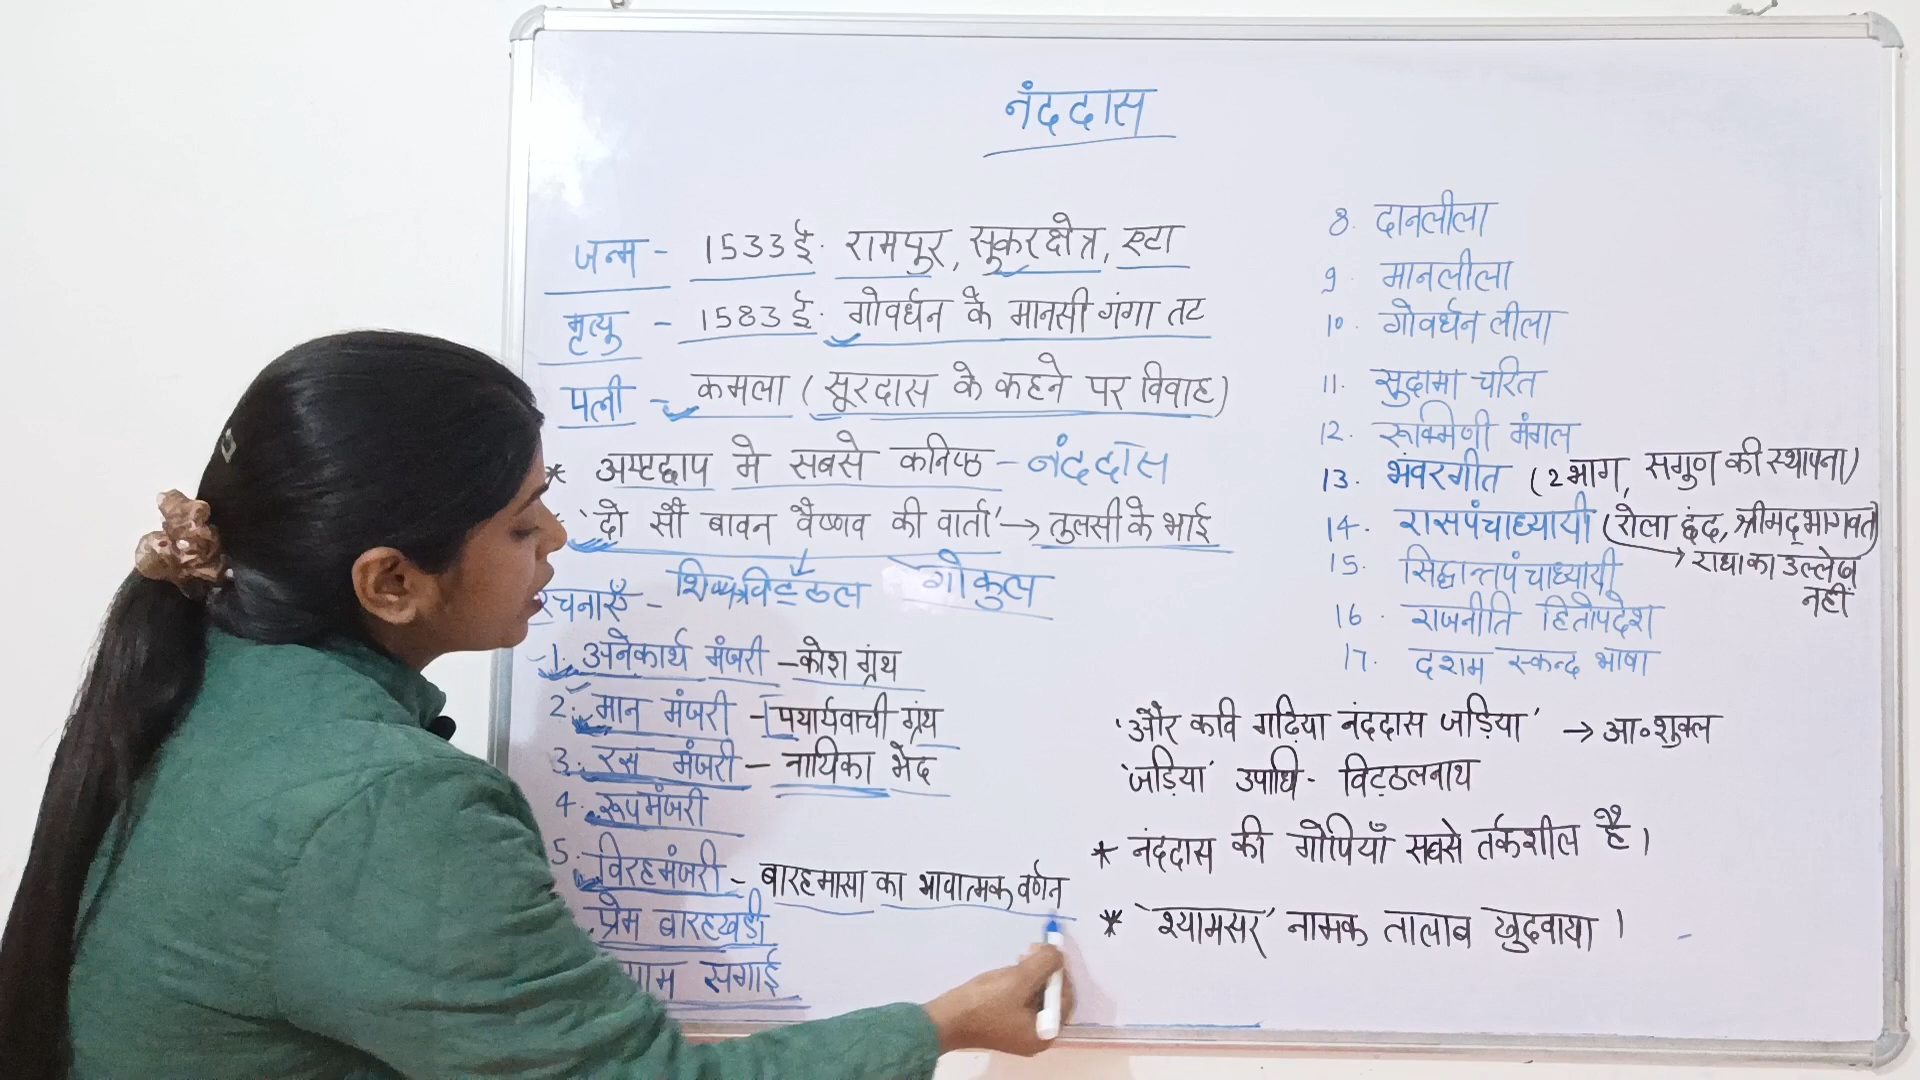 नंददास
जन्म - 1533 ई. रामपुर, सूकरक्षेत्र, एटा
मृत्यु - 1583 ई. गोवर्धन के मानसी गंगा तट
पत्नी - कमला (सूरदास के कहने पर विवाह)
* अष्टछाप मे सबसे कनिष्ठ - नंददास
* 'दो सौ बावन वैष्णव की वार्ता' → तुलसी के भाई
गोकुल
रचनाएँ -
1. अनेकार्थ मंजरी - कोश ग्रंथ
2. मान मंजरी - पर्यायवाची ग्रंथ
3. रस मंजरी - नायिका भेद
4. रूपमंजरी
5. विरहमंजरी - बारहमासा का भावात्मक वर्णन
प्रेम बारहखड़ी
सगाई
8. दानलीला
9. मानलीला
10. गोवर्धन लीला
11. सुदामा चरित
12. रूक्मिणी मंगल
13. भंवरगीत (2 भाग, सगुण की स्थापना)
14. रासपंचाध्यायी (रोला छंद, श्रीमद्भागवत)
→ राधा का उल्लेख नहीं
15. सिद्धान्तपंचाध्यायी
16. राजनीति हितोपदेश
17. दशम स्कन्द भाषा
'और कवि गढ़िया नंददास जड़िया' → आ॰ शुक्ल
'जड़िया' उपाधि - विट्ठलनाथ
* नंददास की गोपियाँ सबसे तर्कशील है।
* 'श्यामसर' नामक तालाब खुदवाया।